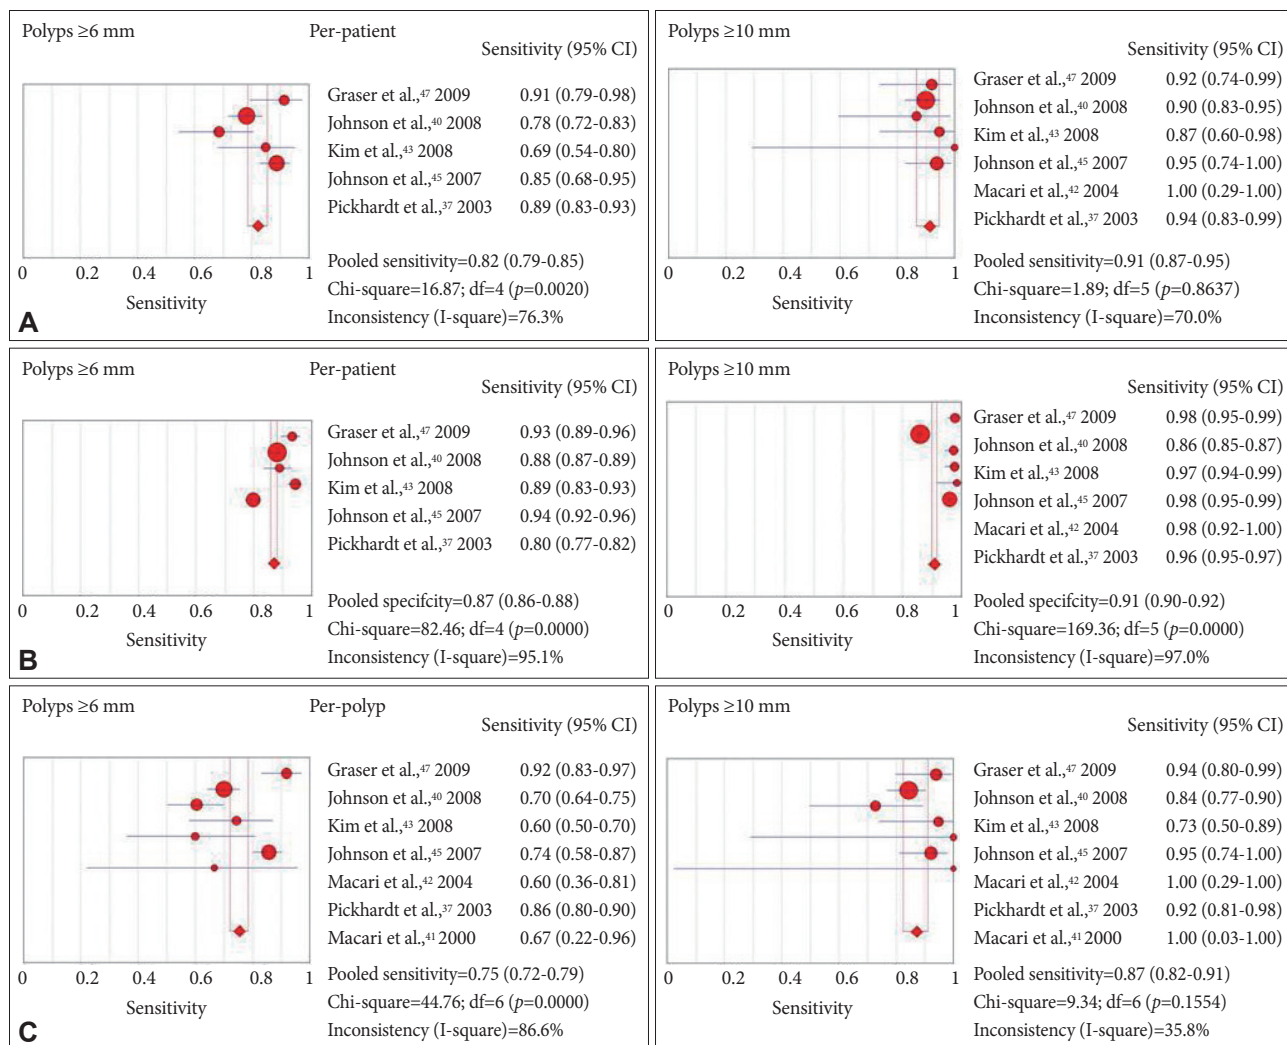 Polyps ≥6 mm Per-patient
Sensitivity (95% CI)
Graser et al.,⁴⁷ 2009 0.91 (0.79-0.98)
Johnson et al.,⁴⁰ 2008 0.78 (0.72-0.83)
Kim et al.,⁴³ 2008 0.69 (0.54-0.80)
Johnson et al.,⁴⁵ 2007 0.85 (0.68-0.95)
Pickhardt et al.,³⁷ 2003 0.89 (0.83-0.93)
Pooled sensitivity=0.82 (0.79-0.85)
Chi-square=16.87; df=4 (p=0.0020)
Inconsistency (I-square)=76.3%
0 0.2 0.4 0.6 0.8 1
Sensitivity
A
Polyps ≥10 mm
Sensitivity (95% CI)
Graser et al.,⁴⁷ 2009 0.92 (0.74-0.99)
Johnson et al.,⁴⁰ 2008 0.90 (0.83-0.95)
Kim et al.,⁴³ 2008 0.87 (0.60-0.98)
Johnson et al.,⁴⁵ 2007 0.95 (0.74-1.00)
Macari et al.,⁴² 2004 1.00 (0.29-1.00)
Pickhardt et al.,³⁷ 2003 0.94 (0.83-0.99)
Pooled sensitivity=0.91 (0.87-0.95)
Chi-square=1.89; df=5 (p=0.8637)
Inconsistency (I-square)=70.0%
0 0.2 0.4 0.6 0.8 1
Sensitivity
Polyps ≥6 mm Per-patient
Sensitivity (95% CI)
Graser et al.,⁴⁷ 2009 0.93 (0.89-0.96)
Johnson et al.,⁴⁰ 2008 0.88 (0.87-0.89)
Kim et al.,⁴³ 2008 0.89 (0.83-0.93)
Johnson et al.,⁴⁵ 2007 0.94 (0.92-0.96)
Pickhardt et al.,³⁷ 2003 0.80 (0.77-0.82)
Pooled specifcity=0.87 (0.86-0.88)
Chi-square=82.46; df=4 (p=0.0000)
Inconsistency (I-square)=95.1%
0 0.2 0.4 0.6 0.8 1
Sensitivity
B
Polyps ≥10 mm
Sensitivity (95% CI)
Graser et al.,⁴⁷ 2009 0.98 (0.95-0.99)
Johnson et al.,⁴⁰ 2008 0.86 (0.85-0.87)
Kim et al.,⁴³ 2008 0.97 (0.94-0.99)
Johnson et al.,⁴⁵ 2007 0.98 (0.95-0.99)
Macari et al.,⁴² 2004 0.98 (0.92-1.00)
Pickhardt et al.,³⁷ 2003 0.96 (0.95-0.97)
Pooled specifcity=0.91 (0.90-0.92)
Chi-square=169.36; df=5 (p=0.0000)
Inconsistency (I-square)=97.0%
0 0.2 0.4 0.6 0.8 1
Sensitivity
Polyps ≥6 mm Per-polyp
Sensitivity (95% CI)
Graser et al.,⁴⁷ 2009 0.92 (0.83-0.97)
Johnson et al.,⁴⁰ 2008 0.70 (0.64-0.75)
Kim et al.,⁴³ 2008 0.60 (0.50-0.70)
Johnson et al.,⁴⁵ 2007 0.74 (0.58-0.87)
Macari et al.,⁴² 2004 0.60 (0.36-0.81)
Pickhardt et al.,³⁷ 2003 0.86 (0.80-0.90)
Macari et al.,⁴¹ 2000 0.67 (0.22-0.96)
Pooled sensitivity=0.75 (0.72-0.79)
Chi-square=44.76; df=6 (p=0.0000)
Inconsistency (I-square)=86.6%
0 0.2 0.4 0.6 0.8 1
Sensitivity
C
Polyps ≥10 mm
Sensitivity (95% CI)
Graser et al.,⁴⁷ 2009 0.94 (0.80-0.99)
Johnson et al.,⁴⁰ 2008 0.84 (0.77-0.90)
Kim et al.,⁴³ 2008 0.73 (0.50-0.89)
Johnson et al.,⁴⁵ 2007 0.95 (0.74-1.00)
Macari et al.,⁴² 2004 1.00 (0.29-1.00)
Pickhardt et al.,³⁷ 2003 0.92 (0.81-0.98)
Macari et al.,⁴¹ 2000 1.00 (0.03-1.00)
Pooled sensitivity=0.87 (0.82-0.91)
Chi-square=9.34; df=6 (p=0.1554)
Inconsistency (I-square)=35.8%
0 0.2 0.4 0.6 0.8 1
Sensitivity